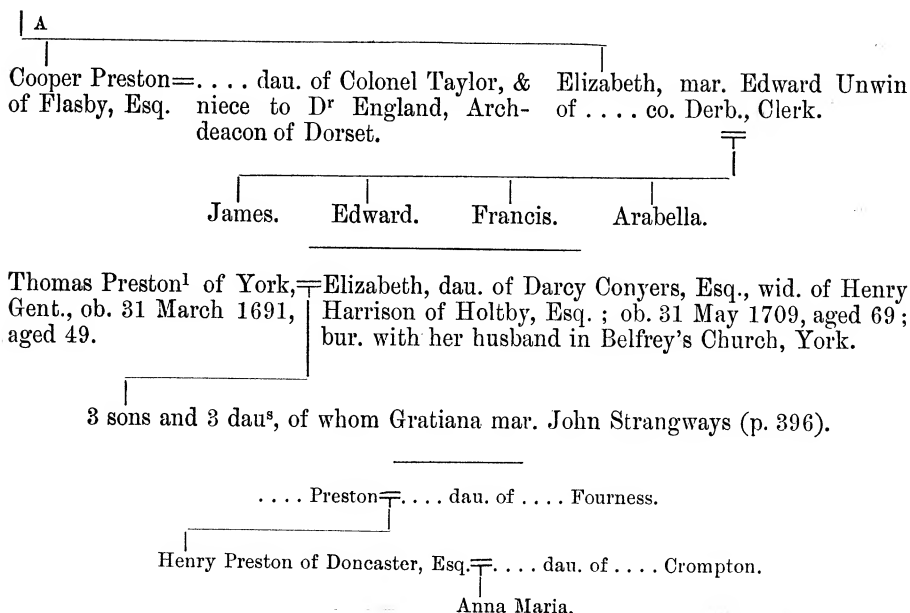 A
Cooper Preston=.... dau. of Colonel Taylor, &
of Flasby, Esq. niece to Dʳ England, Arch-
deacon of Dorset.
Elizabeth, mar. Edward Unwin
of .... co. Derb., Clerk.
James. Edward. Francis. Arabella.
Thomas Preston¹ of York,
Gent., ob. 31 March 1691,
aged 49.
Elizabeth, dau. of Darcy Conyers, Esq., wid. of Henry
Harrison of Holtby, Esq. ; ob. 31 May 1709, aged 69 ;
bur. with her husband in Belfrey's Church, York.
3 sons and 3 dauˢ, of whom Gratiana mar. John Strangways (p. 396).
.... Preston=.... dau. of .... Fourness.
Henry Preston of Doncaster, Esq.=.... dau. of .... Crompton.
Anna Maria.